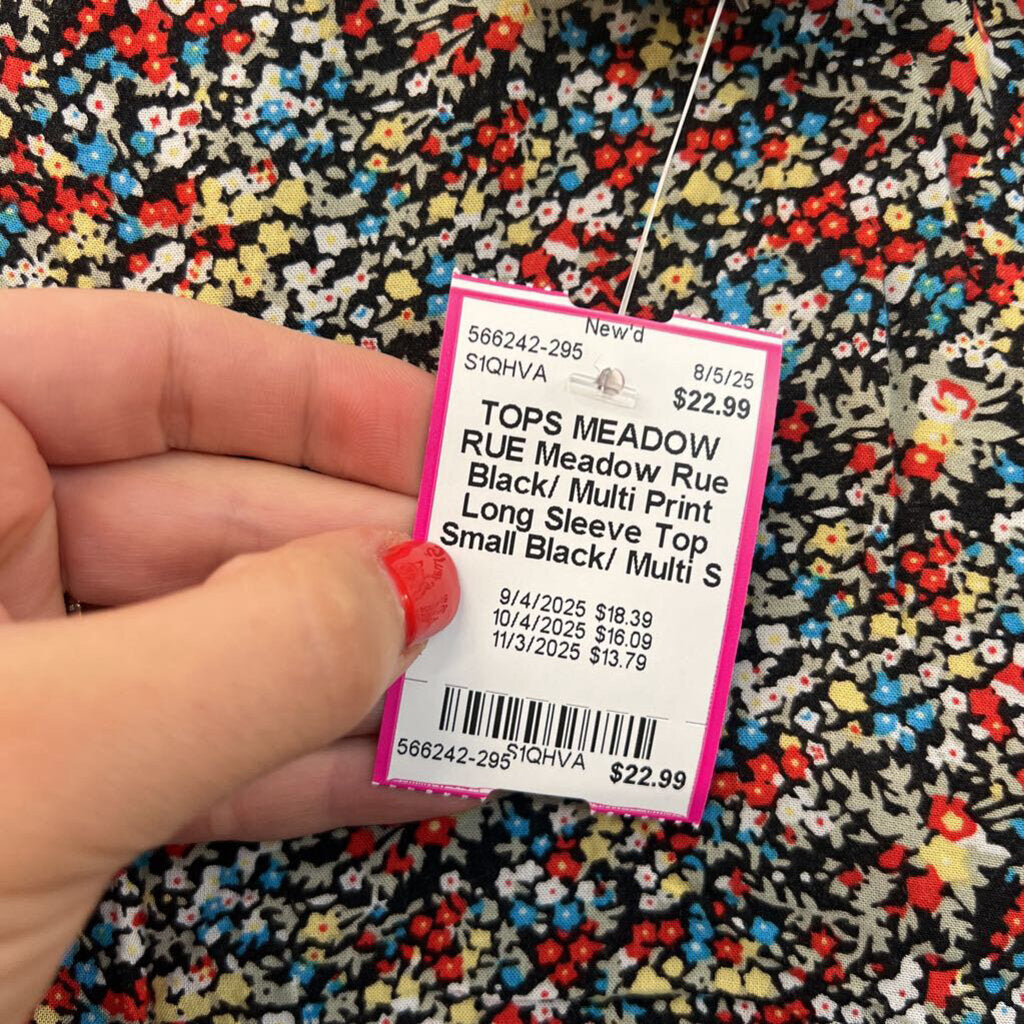 New'd
566242-295
S1QHVA
8/5/25
$22.99
TOPS MEADOW
RUE Meadow Rue
Black/ Multi Print
Long Sleeve Top
Small Black/ Multi S
9/4/2025 $18.39
10/4/2025 $16.09
11/3/2025 $13.79
566242-295 S1QHVA $22.99